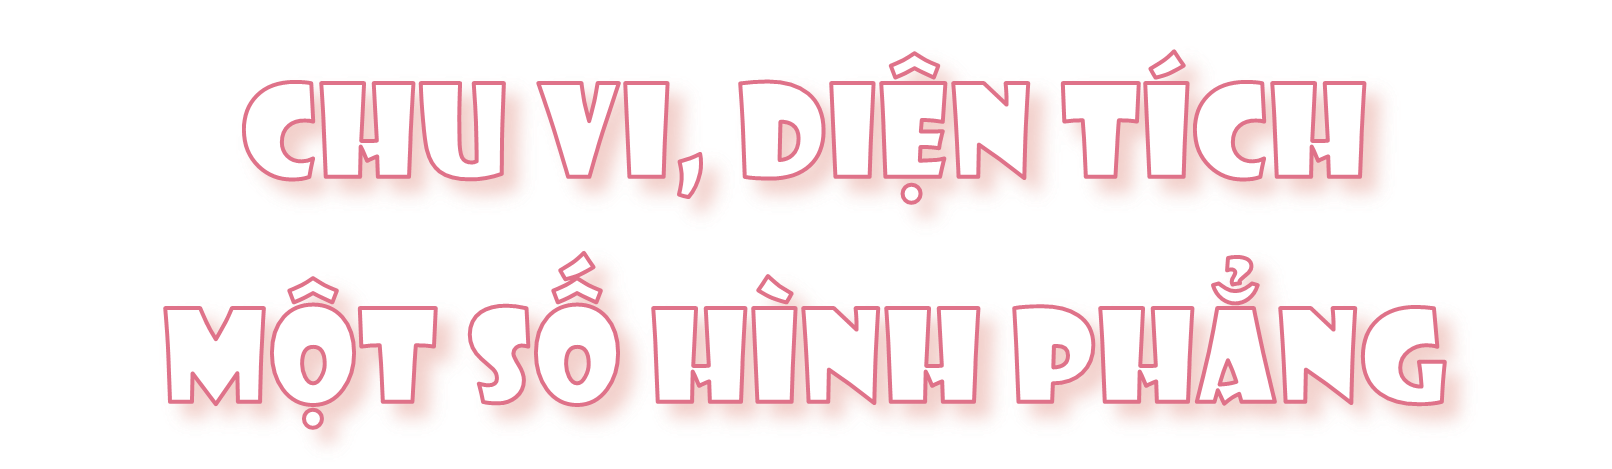 CHU VI, DIỆN TÍCH
MỘT SỐ HÌNH PHẲNG